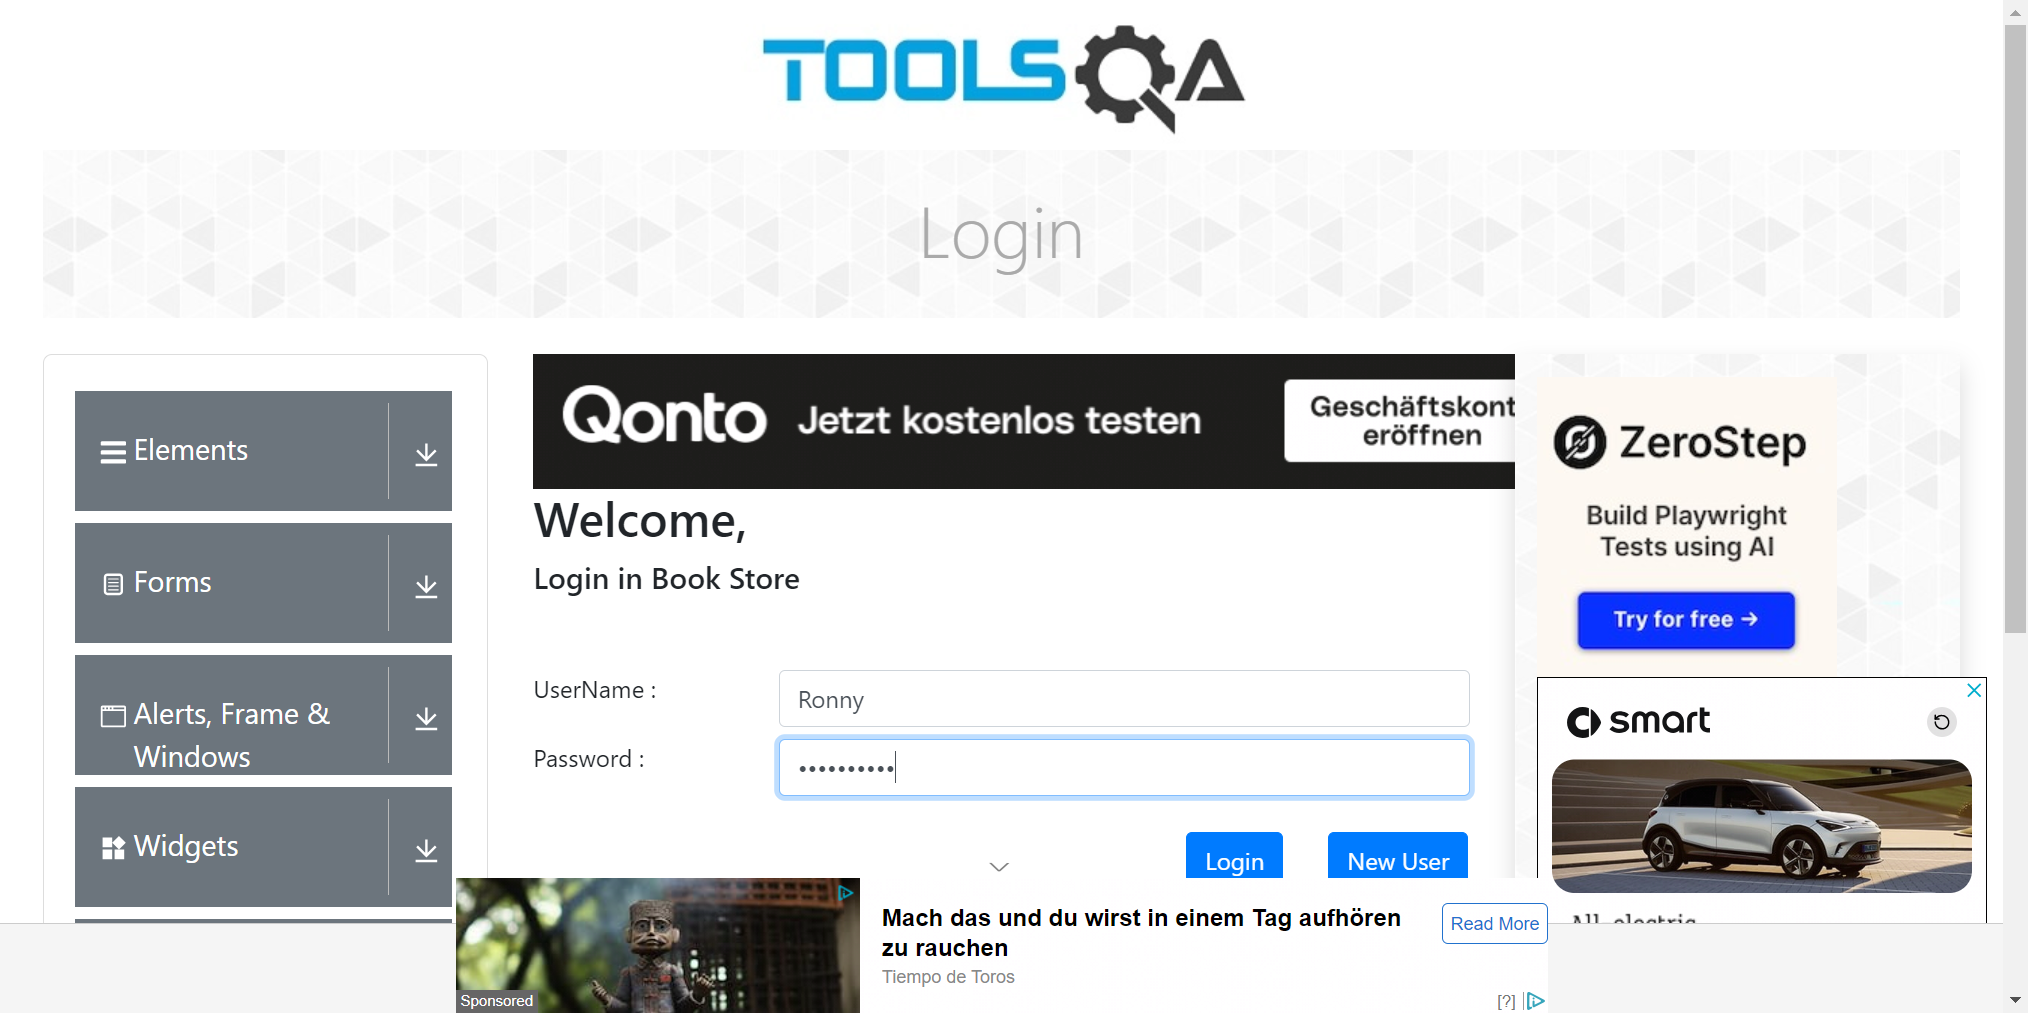 TOOLSQA
Login
Elements
Forms
Alerts, Frame &
Windows
Widgets
Qonto Jetzt kostenlos testen
Geschäftskont
eröffnen
Welcome,
Login in Book Store
UserName :
Ronny
Password :
••••••••••
Login
New User
ZeroStep
Build Playwright
Tests using AI
Try for free →
smart
All-electric
Mach das und du wirst in einem Tag aufhören
zu rauchen
Tiempo de Toros
Read More
Sponsored
[?]